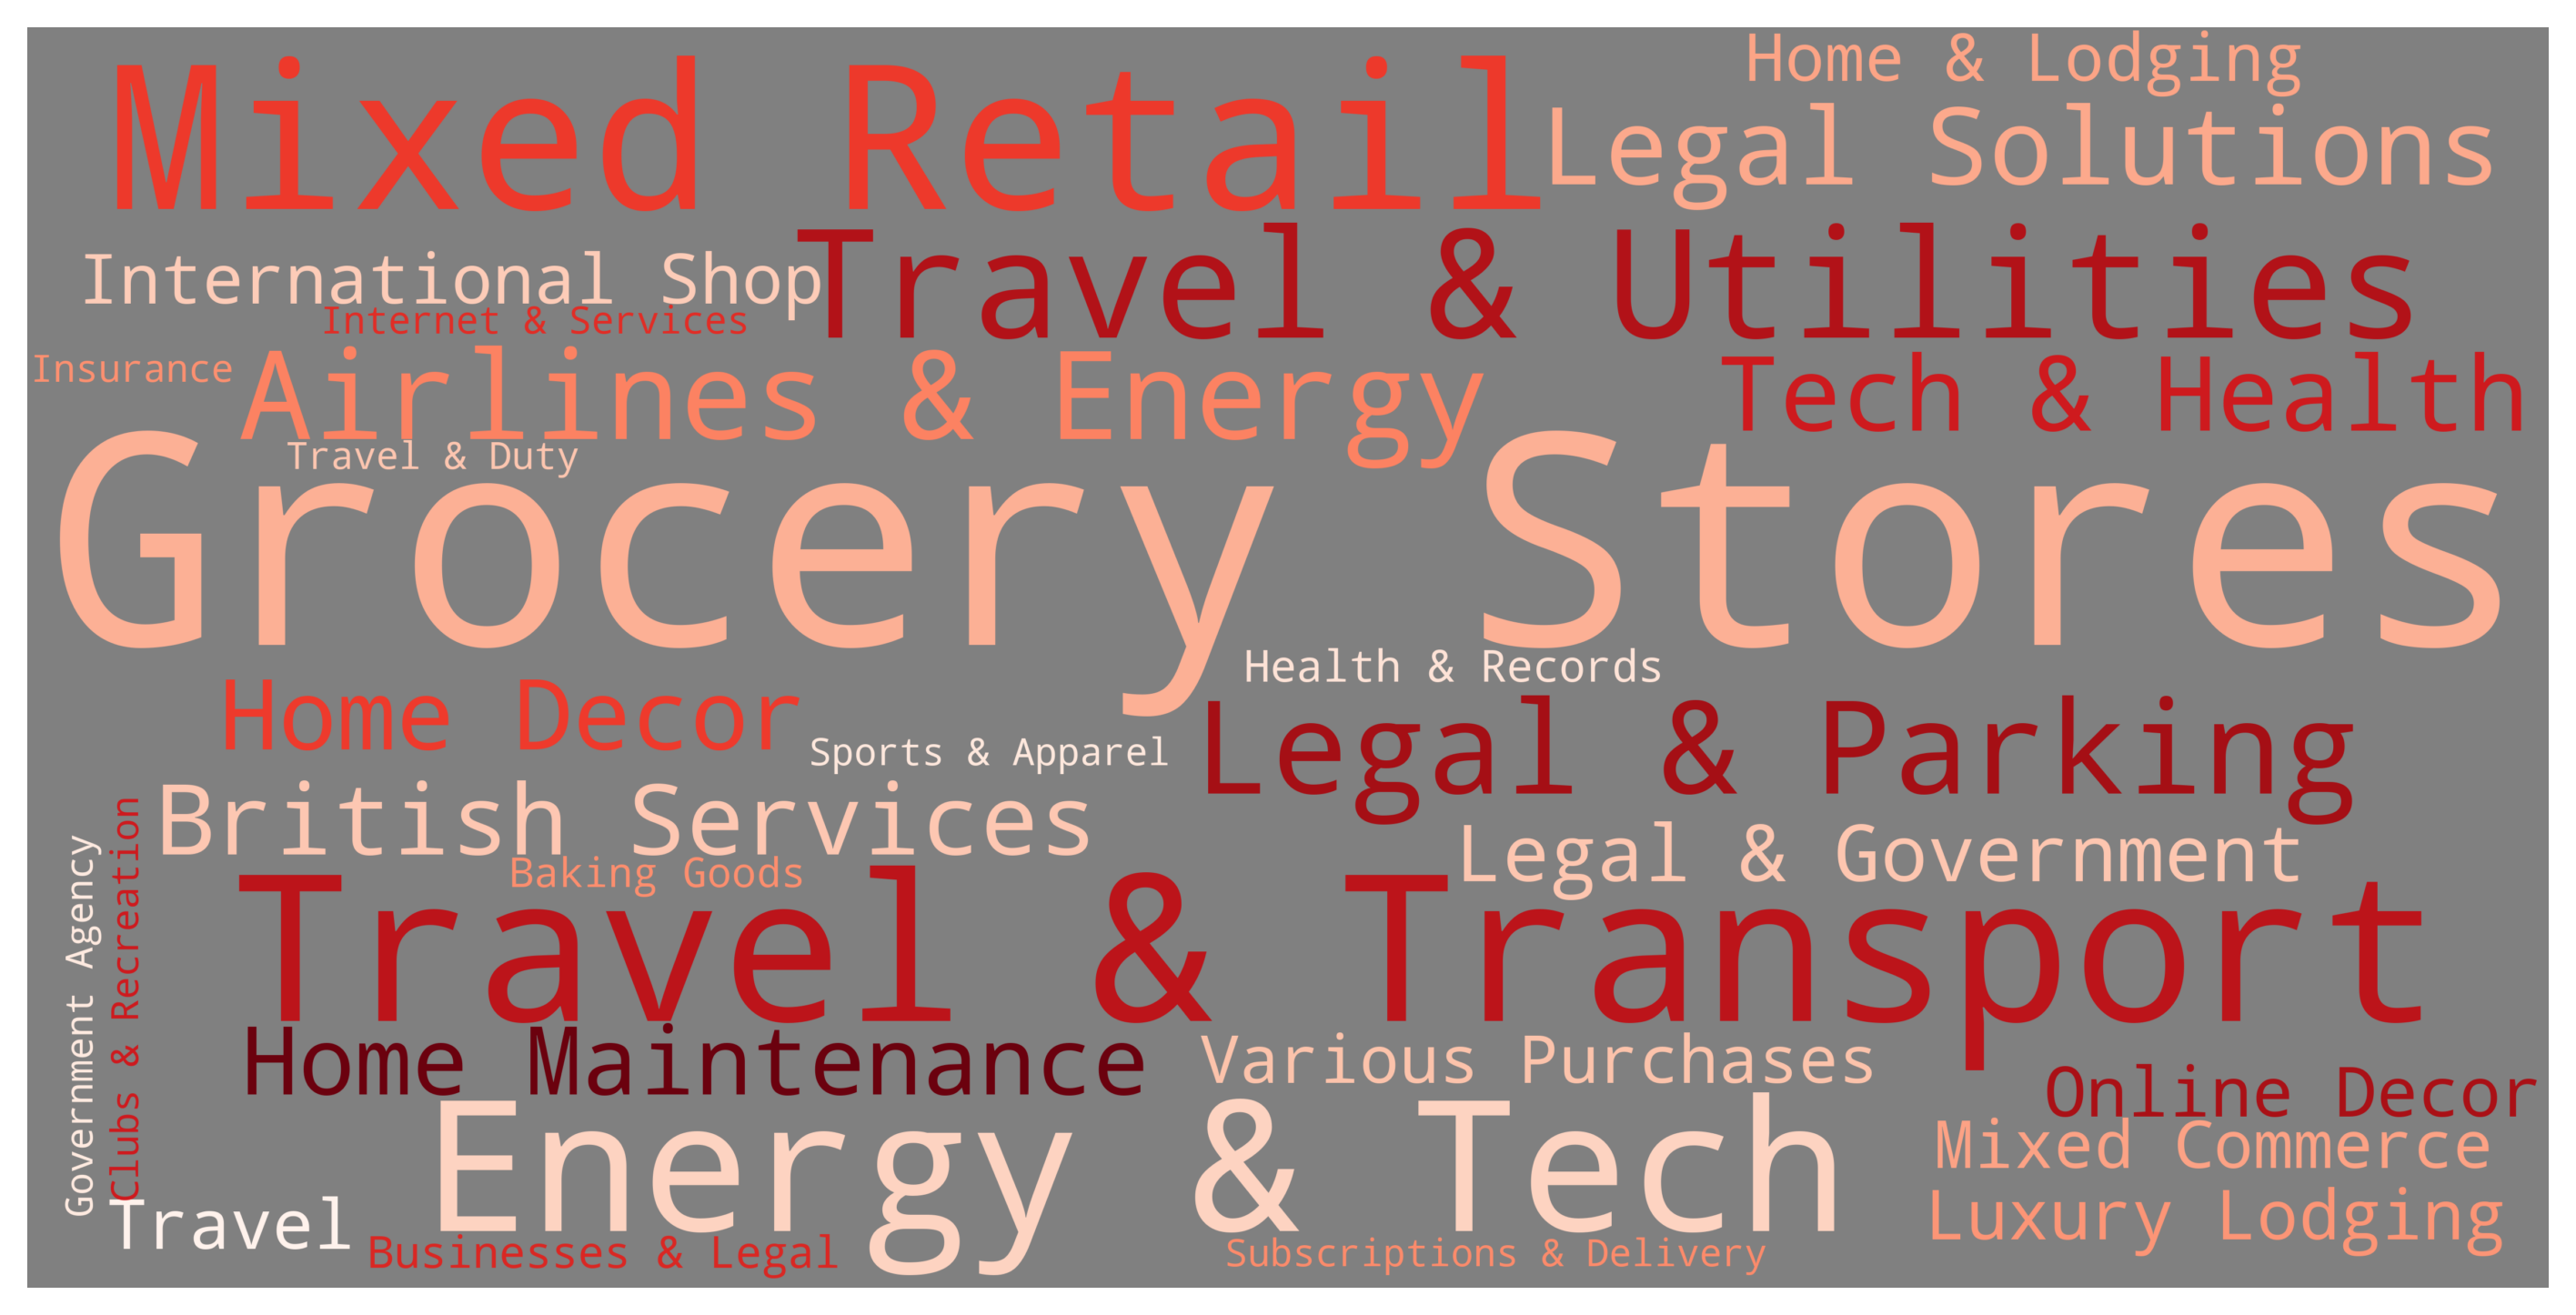 Home & Lodging
Mixed Retail
Legal Solutions
Travel & Utilities
International Shop
Internet & Services
Insurance
Airlines & Energy
Tech & Health
Travel & Duty
Grocery Stores
Health & Records
Home Decor
Sports & Apparel
Legal & Parking
British Services
Legal & Government
Baking Goods
Government Agency
Clubs & Recreation
Travel & Transport
Home Maintenance
Various Purchases
Online Decor
Energy & Tech
Mixed Commerce
Travel
Luxury Lodging
Businesses & Legal
Subscriptions & Delivery